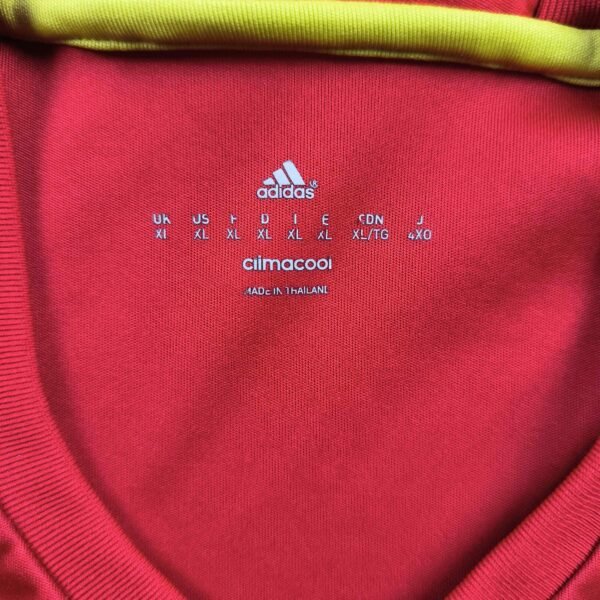 adidas
UK US F D I E CDN J
XL XL XL XL XL XL XL/TG 4XO
climacool
MADE IN THAILAND